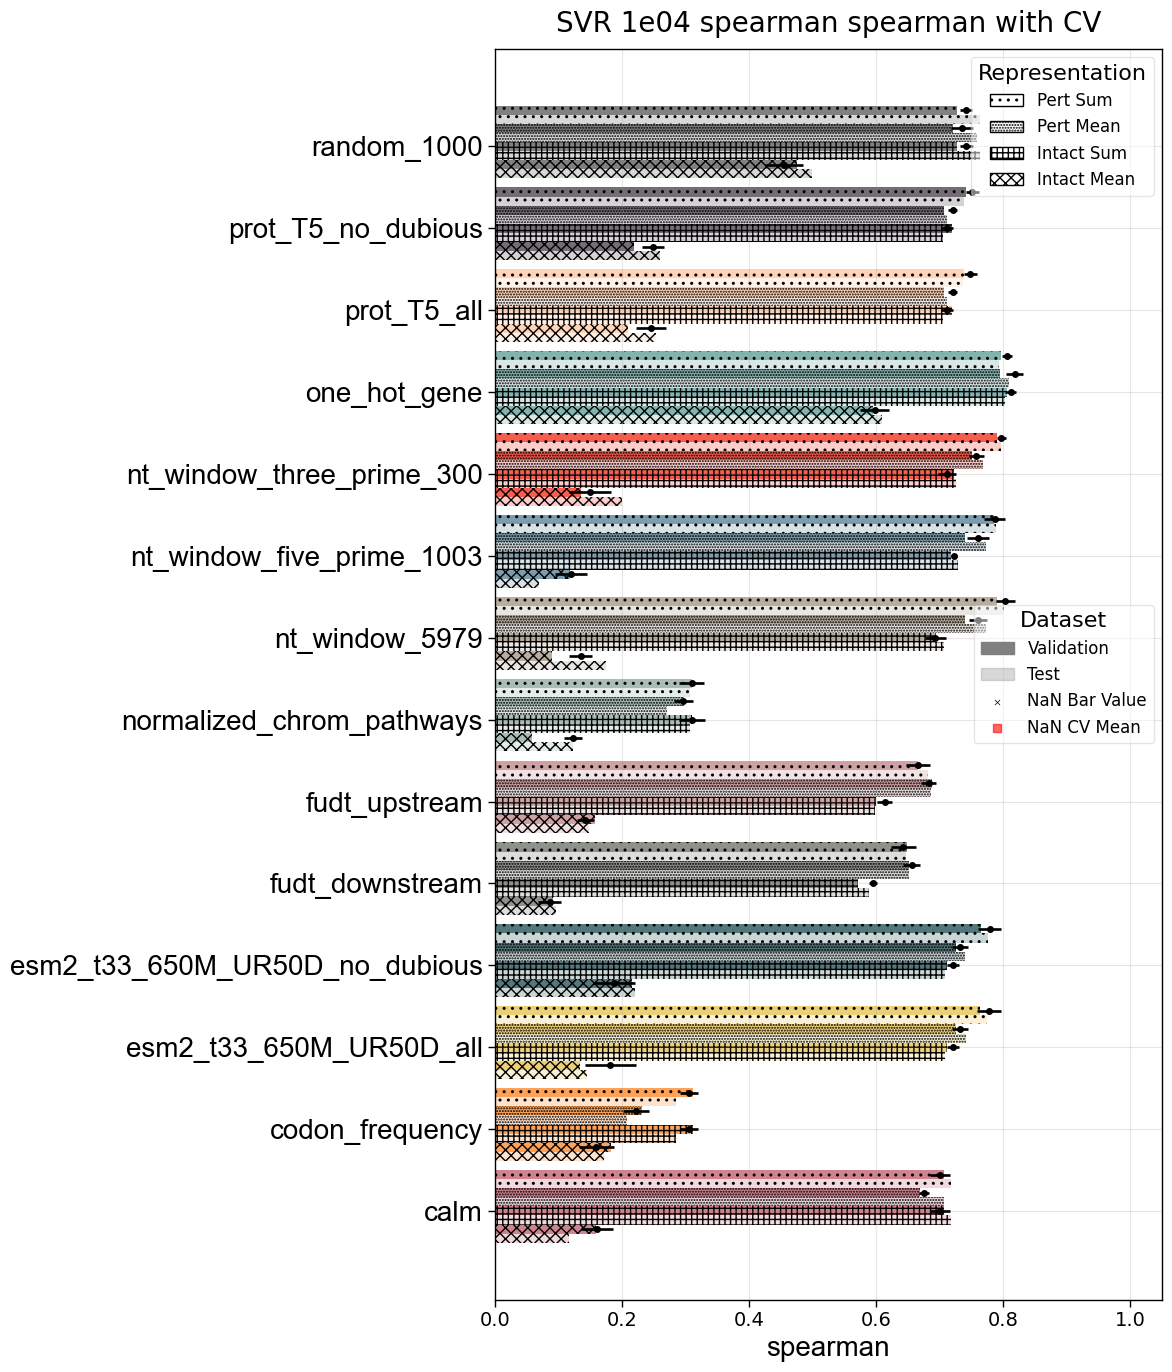 SVR 1e04 spearman spearman with CV
Representation
Pert Sum
Pert Mean
Intact Sum
Intact Mean
random_1000
prot_T5_no_dubious
prot_T5_all
one_hot_gene
nt_window_three_prime_300
nt_window_five_prime_1003
nt_window_5979
Dataset
Validation
Test
NaN Bar Value
NaN CV Mean
normalized_chrom_pathways
fudt_upstream
fudt_downstream
esm2_t33_650M_UR50D_no_dubious
esm2_t33_650M_UR50D_all
codon_frequency
calm
0.0 0.2 0.4 0.6 0.8 1.0
spearman